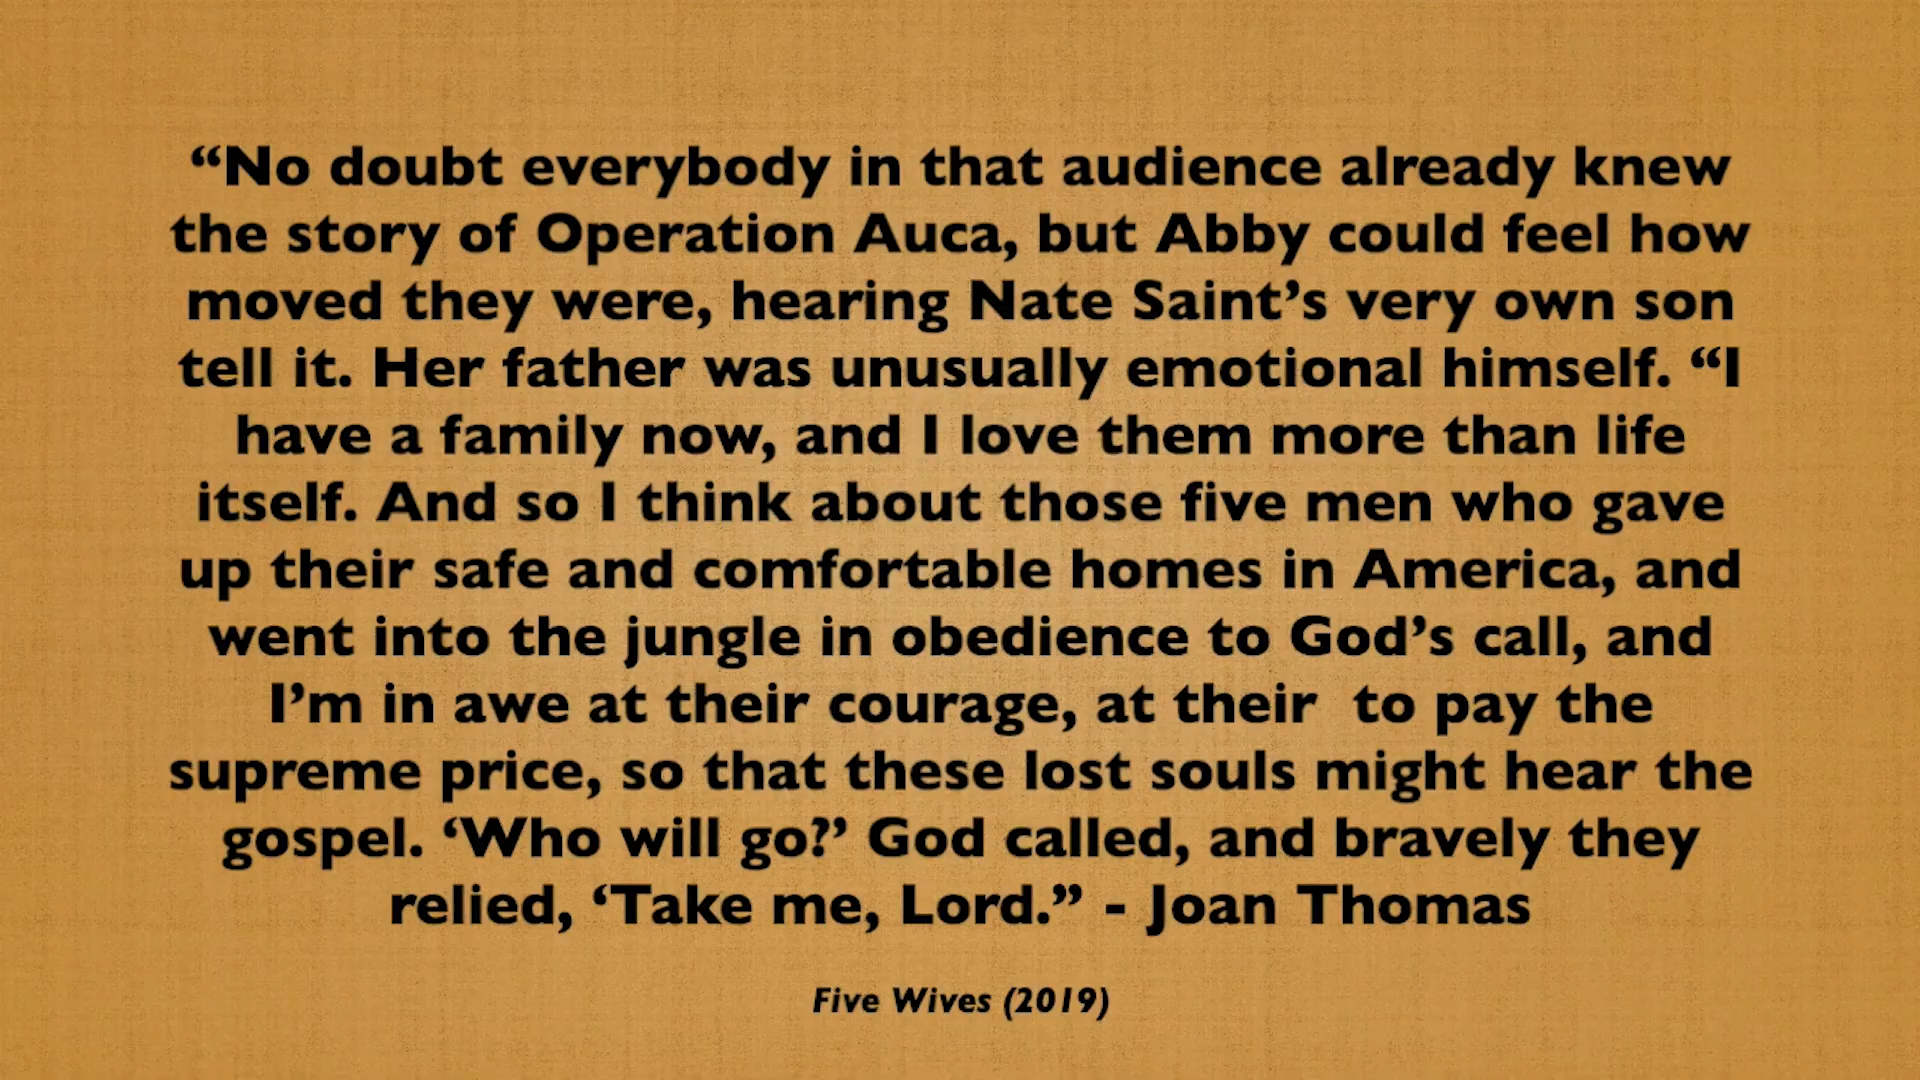 “No doubt everybody in that audience already knew
the story of Operation Auca, but Abby could feel how
moved they were, hearing Nate Saint’s very own son
tell it. Her father was unusually emotional himself. “I
have a family now, and I love them more than life
itself. And so I think about those five men who gave
up their safe and comfortable homes in America, and
went into the jungle in obedience to God’s call, and
I’m in awe at their courage, at their  to pay the
supreme price, so that these lost souls might hear the
gospel. ‘Who will go?’ God called, and bravely they
relied, ‘Take me, Lord.” - Joan Thomas
Five Wives (2019)